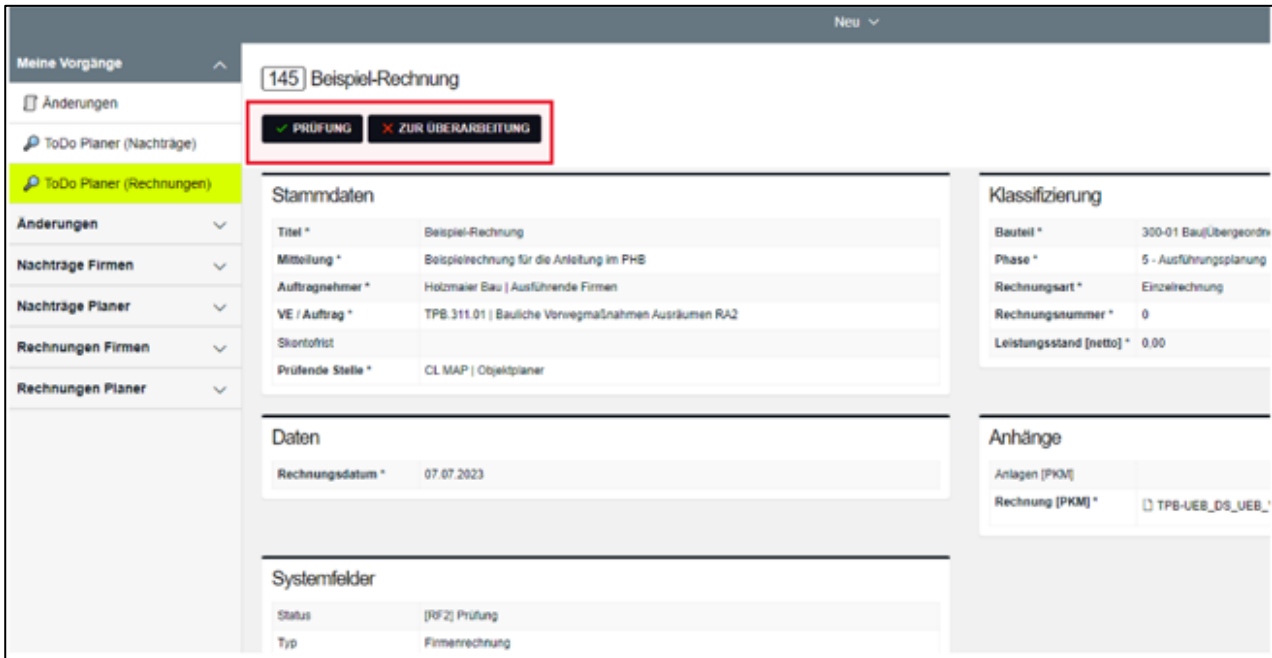 Neu
Meine Vorgänge
Änderungen
ToDo Planer (Nachträge)
ToDo Planer (Rechnungen)
Änderungen
Nachträge Firmen
Nachträge Planer
Rechnungen Firmen
Rechnungen Planer
145 Beispiel-Rechnung
PRÜFUNG ZUR ÜBERARBEITUNG
Stammdaten
Titel * Beispiel-Rechnung
Mitteilung * Beispielrechnung für die Anleitung im PHB
Auftragnehmer * Holzmaier Bau | Ausführende Firmen
VE / Auftrag * TPB.311.01 | Bauliche Vorwegmaßnahmen Ausräumen RA2
Skontofrist
Prüfende Stelle * CL MAP | Objektplaner
Klassifizierung
Bauteil * 300-01 Bau|Übergeordn
Phase * 5 - Ausführungsplanung
Rechnungsart * Einzelrechnung
Rechnungsnummer * 0
Leistungsstand [netto] * 0.00
Daten
Rechnungsdatum * 07.07.2023
Anhänge
Anlagen [PKM]
Rechnung [PKM] * TPB-UEB_DS_UEB_
Systemfelder
Status [RF2] Prüfung
Typ Firmenrechnung